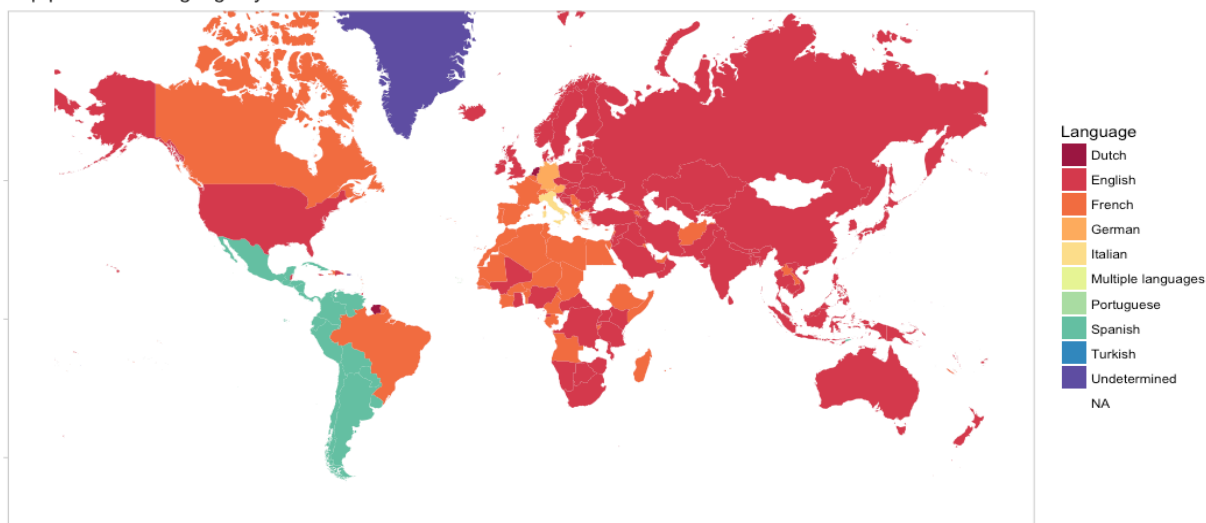 Language
Dutch
English
French
German
Italian
Multiple languages
Portuguese
Spanish
Turkish
Undetermined
NA